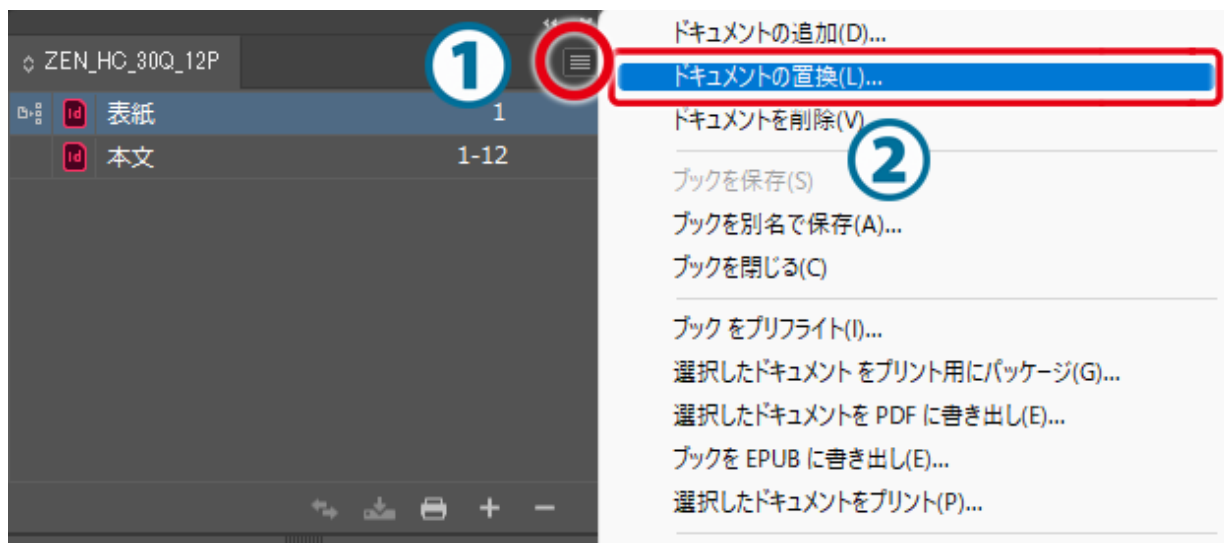 ZEN_HC_30Q_12P
1
Id 表紙 1
Id 本文 1-12
ドキュメントの追加(D)...
ドキュメントの置換(L)...
ドキュメントを削除(V)
2
ブックを保存(S)
ブックを別名で保存(A)...
ブックを閉じる(C)
ブック をプリフライト(I)...
選択したドキュメント をプリント用にパッケージ(G)...
選択したドキュメントを PDF に書き出し(E)...
ブックを EPUB に書き出し(E)...
選択したドキュメントをプリント(P)...